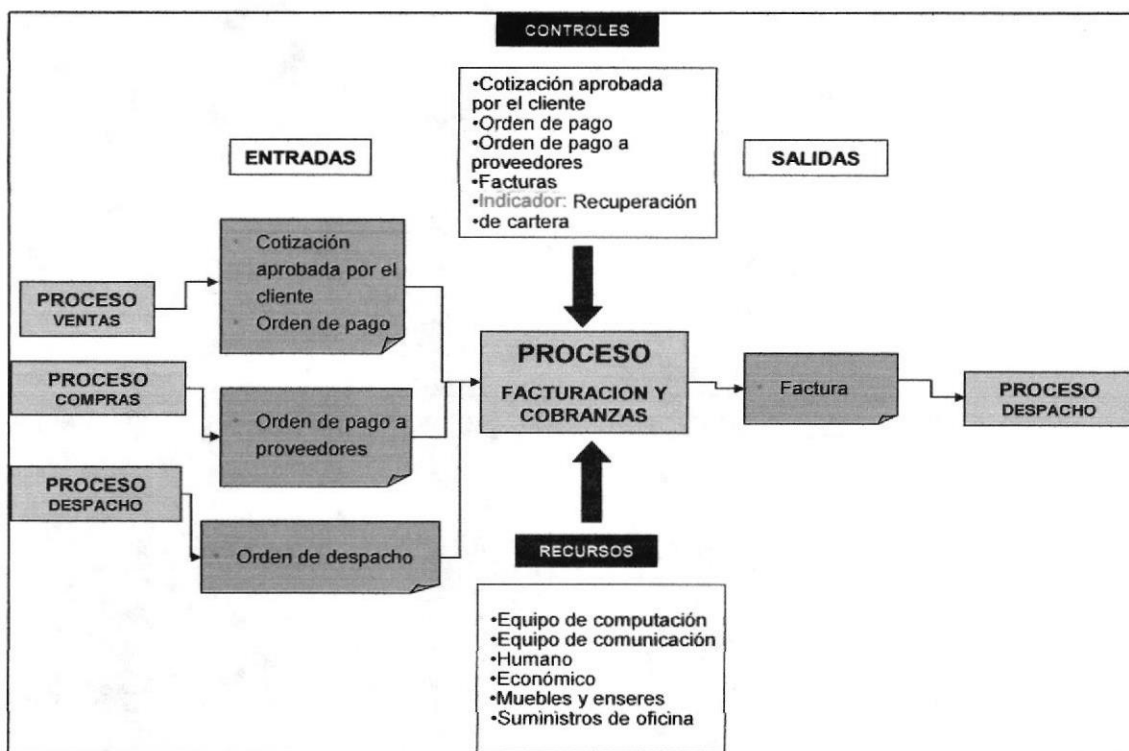 CONTROLES
•Cotización aprobada
por el cliente
•Orden de pago
•Orden de pago a
proveedores
•Facturas
•Indicador: Recuperación
•de cartera
ENTRADAS
SALIDAS
• Cotización
aprobada por el
cliente
• Orden de pago
PROCESO
VENTAS
PROCESO
COMPRAS
• Orden de pago a
proveedores
PROCESO
DESPACHO
• Orden de despacho
PROCESO
FACTURACION Y
COBRANZAS
• Factura
PROCESO
DESPACHO
RECURSOS
•Equipo de computación
•Equipo de comunicación
•Humano
•Económico
•Muebles y enseres
•Suministros de oficina